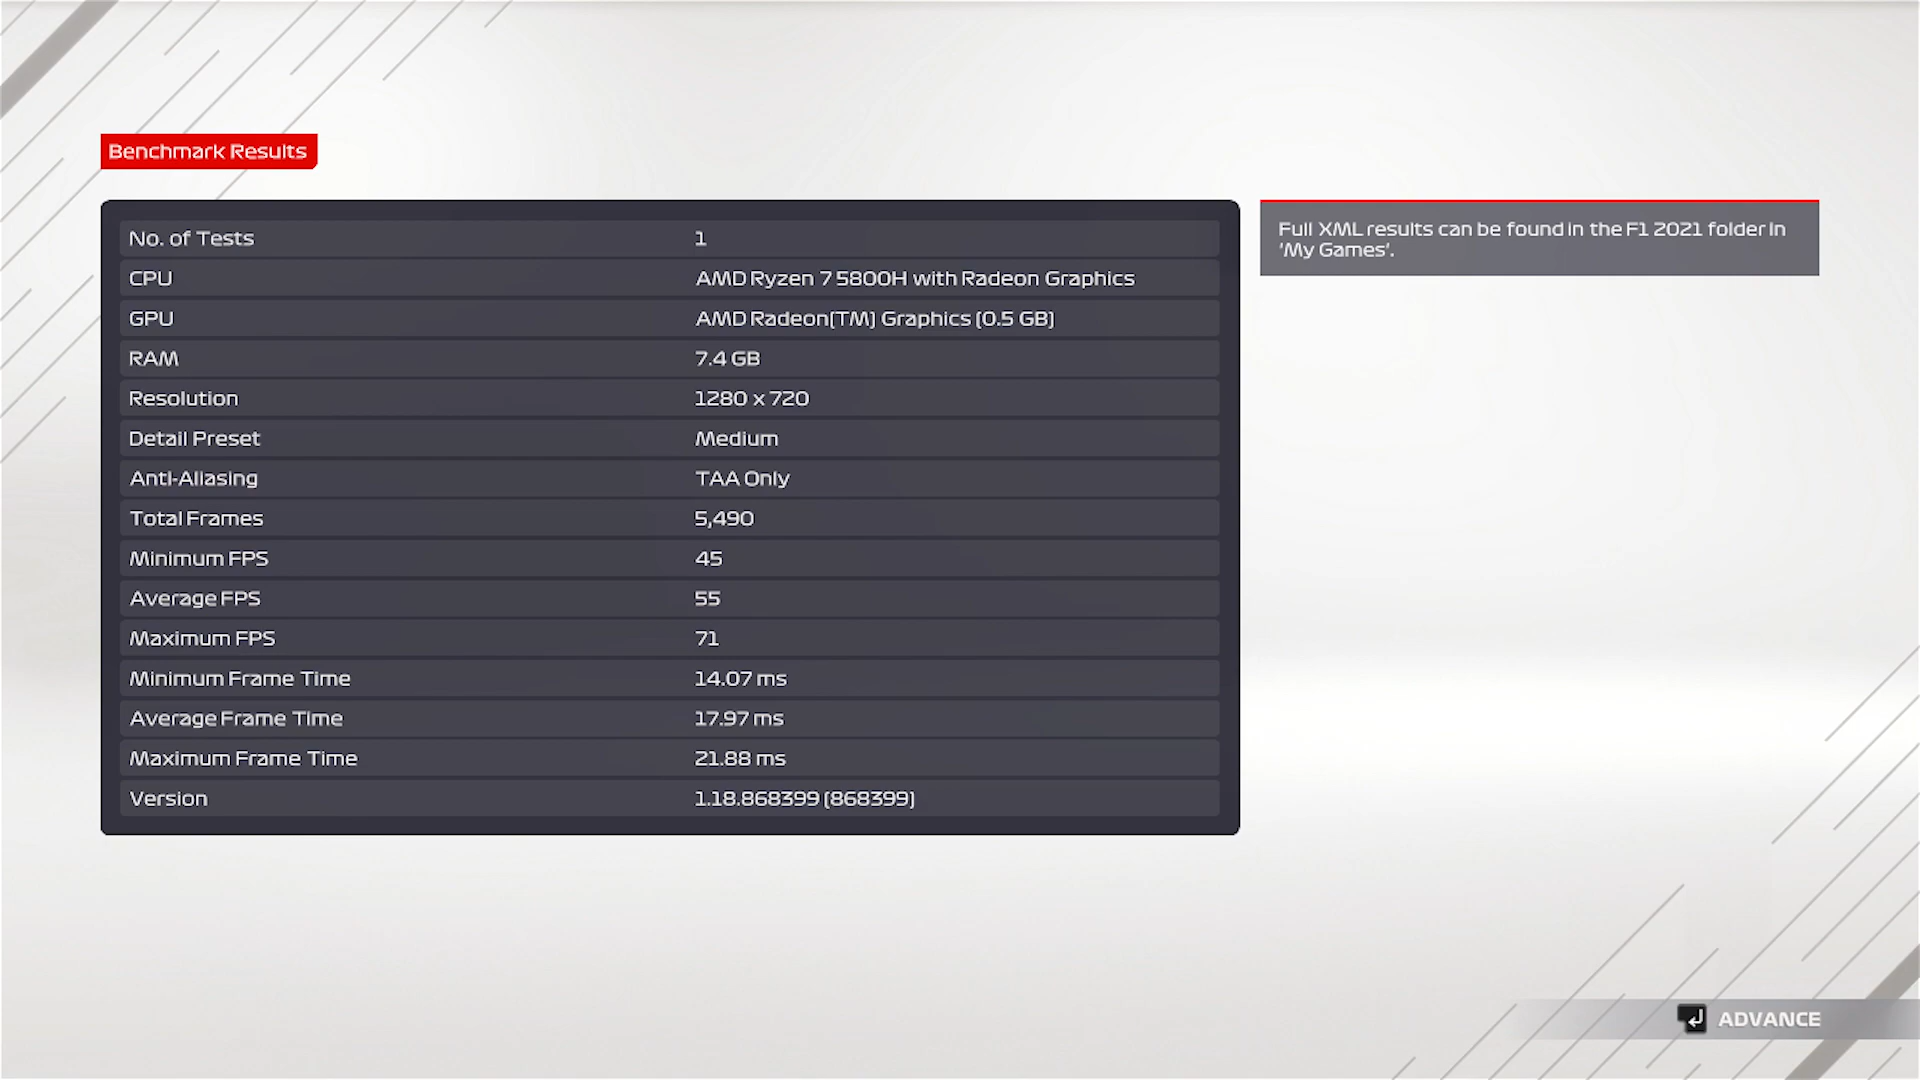 Benchmark Results
No. of Tests 1
CPU AMD Ryzen 7 5800H with Radeon Graphics
GPU AMD Radeon(TM) Graphics (0.5 GB)
RAM 7.4 GB
Resolution 1280 x 720
Detail Preset Medium
Anti-Aliasing TAA Only
Total Frames 5,490
Minimum FPS 45
Average FPS 55
Maximum FPS 71
Minimum Frame Time 14.07 ms
Average Frame Time 17.97 ms
Maximum Frame Time 21.88 ms
Version 1.18.868399 (868399)
Full XML results can be found in the F1 2021 folder in
'My Games'.
ADVANCE